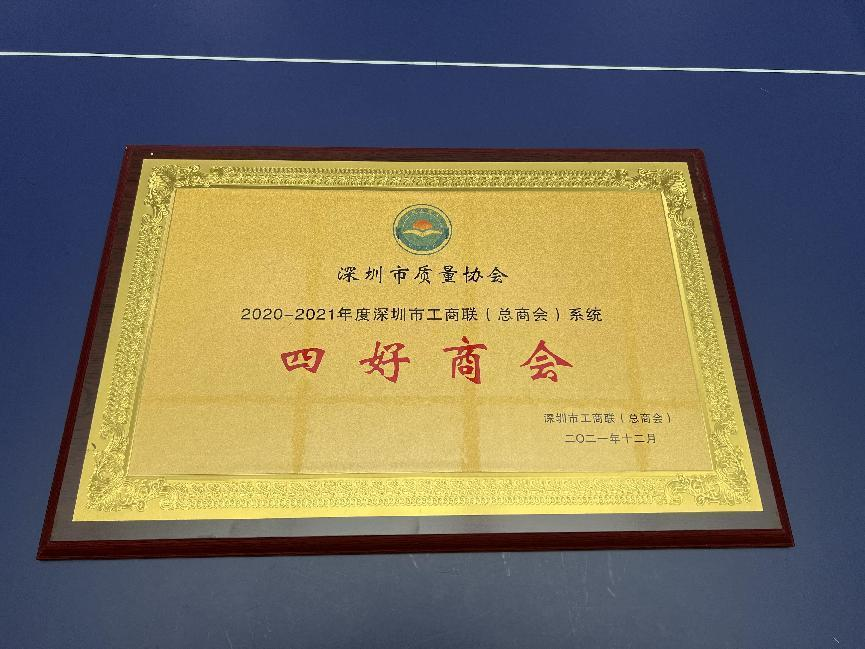 深圳市质量协会
2020-2021年度深圳市工商联（总商会）系统
四好商会
深圳市工商联（总商会）
二〇二一年十二月